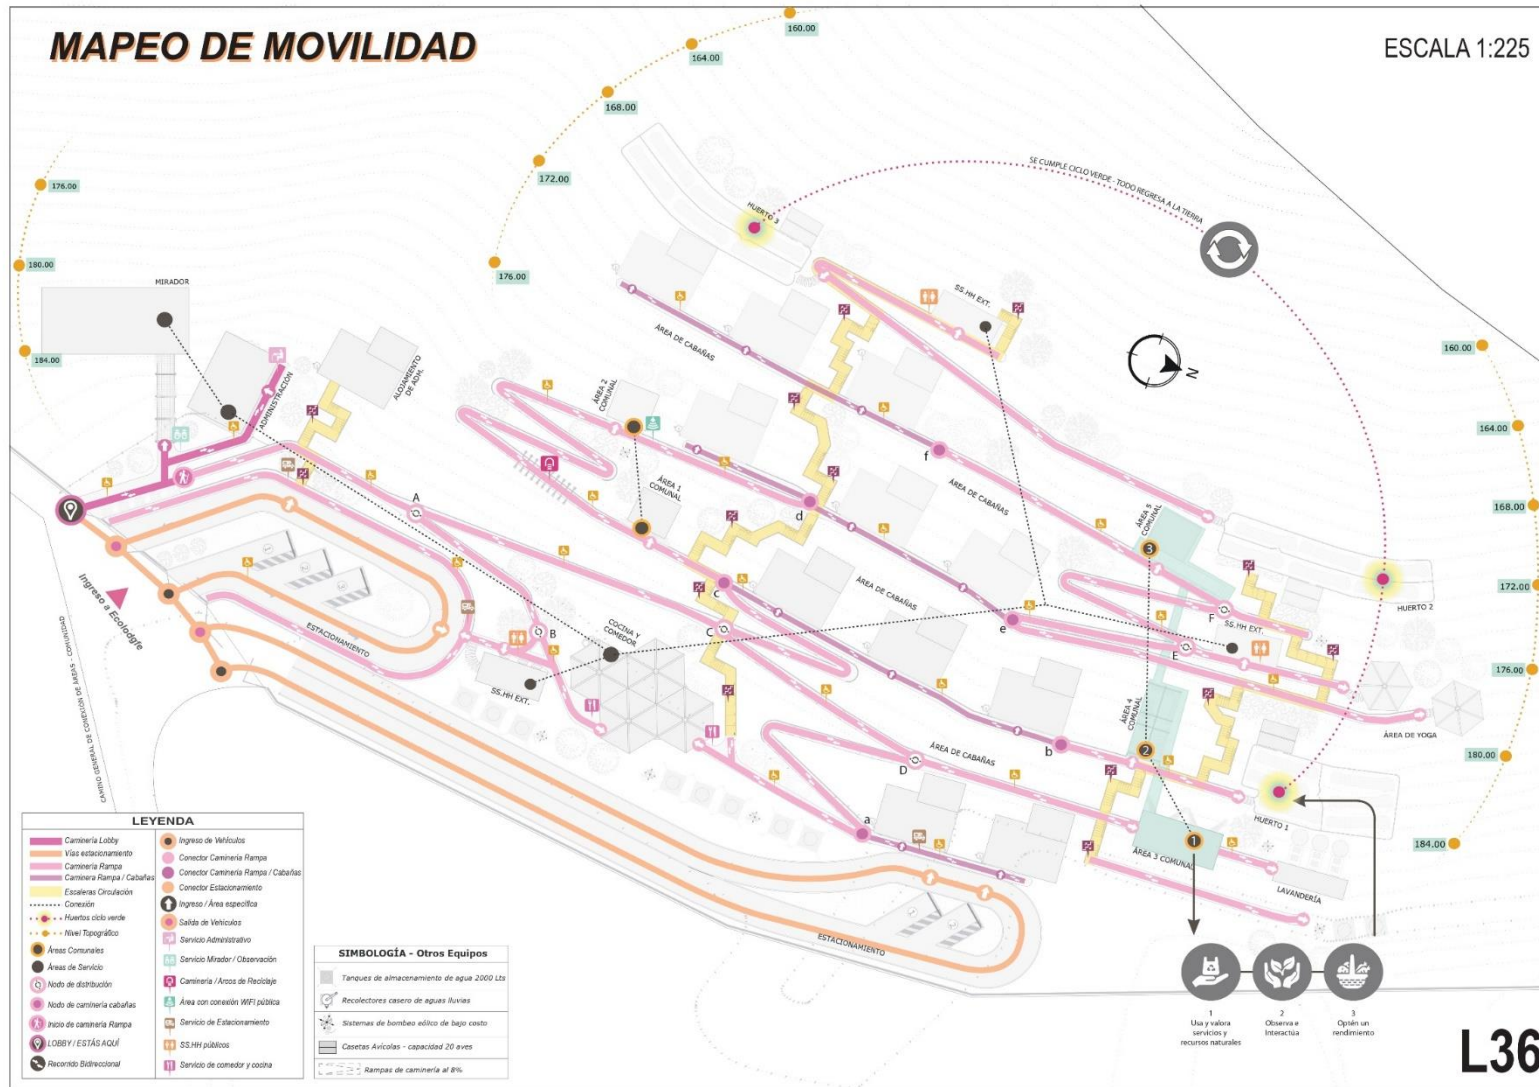 MAPEO DE MOVILIDAD
ESCALA 1:225
160.00
164.00
168.00
172.00
176.00
176.00
180.00
184.00
MIRADOR
ADMINISTRACIÓN
ALOJAMIENTO
DE ADM.
HUERTO 3
SE CUMPLE CICLO VERDE - TODO REGRESA A LA TIERRA
SS.HH EXT.
N
160.00
164.00
168.00
172.00
176.00
180.00
184.00
ÁREA DE CABAÑAS
ÁREA 2
COMUNAL
ÁREA 1
COMUNAL
A
d
f
ÁREA DE CABAÑAS
ÁREA 5
COMUNAL
3
HUERTO 2
F
SS.HH EXT.
E
e
ÁREA DE CABAÑAS
c
C
B
COCINA Y
COMEDOR
SS.HH EXT.
ESTACIONAMIENTO
Ingreso a Ecolodge
CAMINO GENERAL DE CONEXIÓN DE ÁREAS - COMUNIDAD
ÁREA DE YOGA
ÁREA 4
COMUNAL
2
b
D
ÁREA DE CABAÑAS
HUERTO 1
a
1
ÁREA 3 COMUNAL
LAVANDERÍA
ESTACIONAMIENTO
LEYENDA
Caminería Lobby
Vías estacionamiento
Caminería Rampa
Caminera Rampa / Cabañas
Escaleras Circulación
Conexión
Huertos ciclo verde
Nivel Topográfico
Áreas Comunales
Áreas de Servicio
Nodo de distribución
Nodo de caminería cabañas
Inicio de caminería Rampa
LOBBY / ESTÁS AQUÍ
Recorrido Bidireccional
Ingreso de Vehículos
Conector Caminería Rampa
Conector Caminería Rampa / Cabañas
Conector Estacionamiento
Ingreso / Área específica
Salida de Vehículos
Servicio Administrativo
Servicio Mirador / Observación
Caminería / Arcos de Reciclaje
Área con conexión WIFI pública
Servicio de Estacionamiento
SS.HH públicos
Servicio de comedor y cocina
SIMBOLOGÍA - Otros Equipos
Tanques de almacenamiento de agua 2000 Lts
Recolectores casero de aguas lluvias
Sistemas de bombeo eólico de bajo costo
Casetas Avícolas - capacidad 20 aves
Rampas de caminería al 8%
1
Usa y valora
servicios y
recursos naturales
2
Observa e
Interactúa
3
Optén un
rendimiento
L36